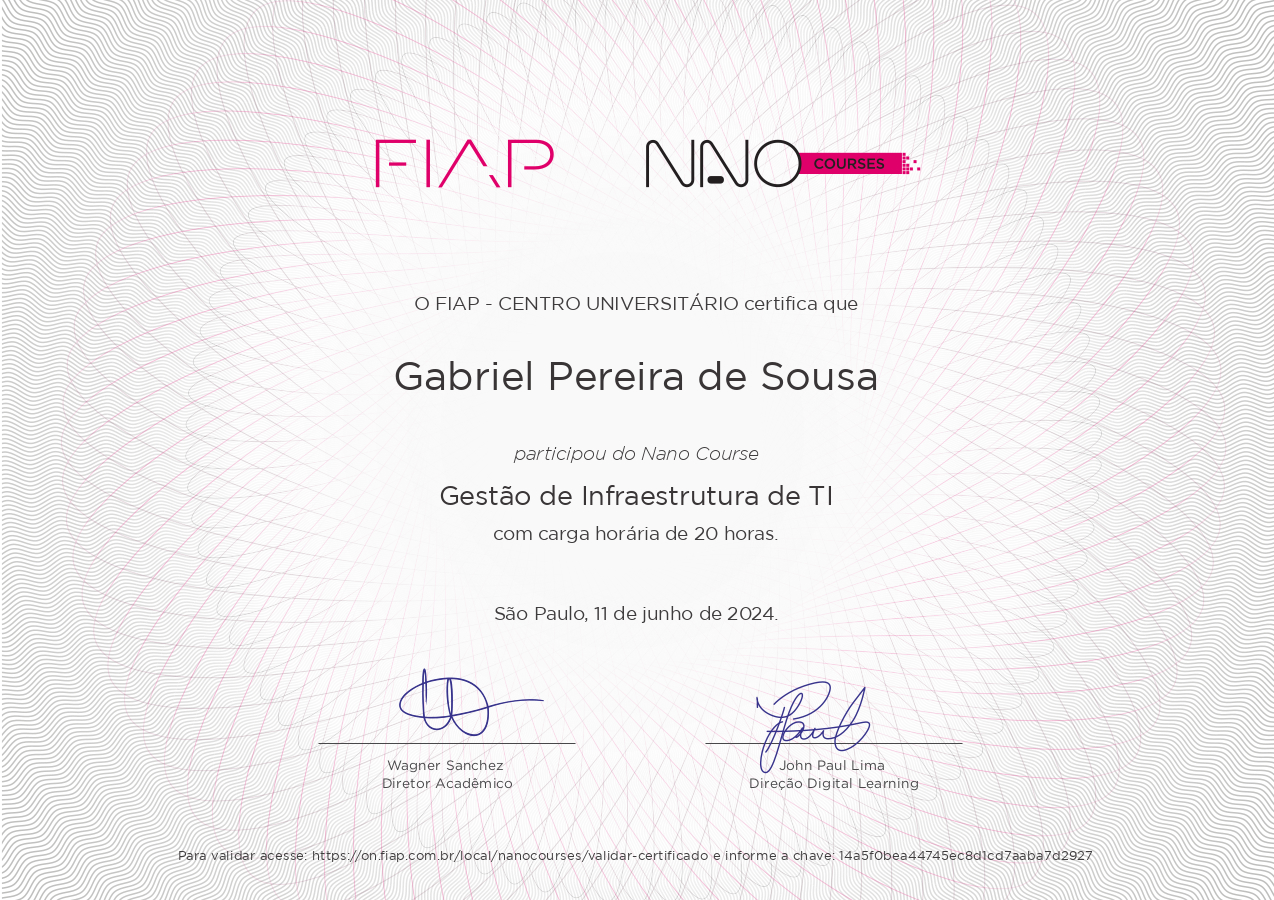 FIAP NANO COURSES
O FIAP - CENTRO UNIVERSITÁRIO certifica que
Gabriel Pereira de Sousa
participou do Nano Course
Gestão de Infraestrutura de TI
com carga horária de 20 horas.
São Paulo, 11 de junho de 2024.
Wagner Sanchez
Diretor Acadêmico
John Paul Lima
Direção Digital Learning
Para validar acesse: https://on.fiap.com.br/local/nanocourses/validar-certificado e informe a chave: 14a5f0bea44745ec8d1cd7aaba7d2927